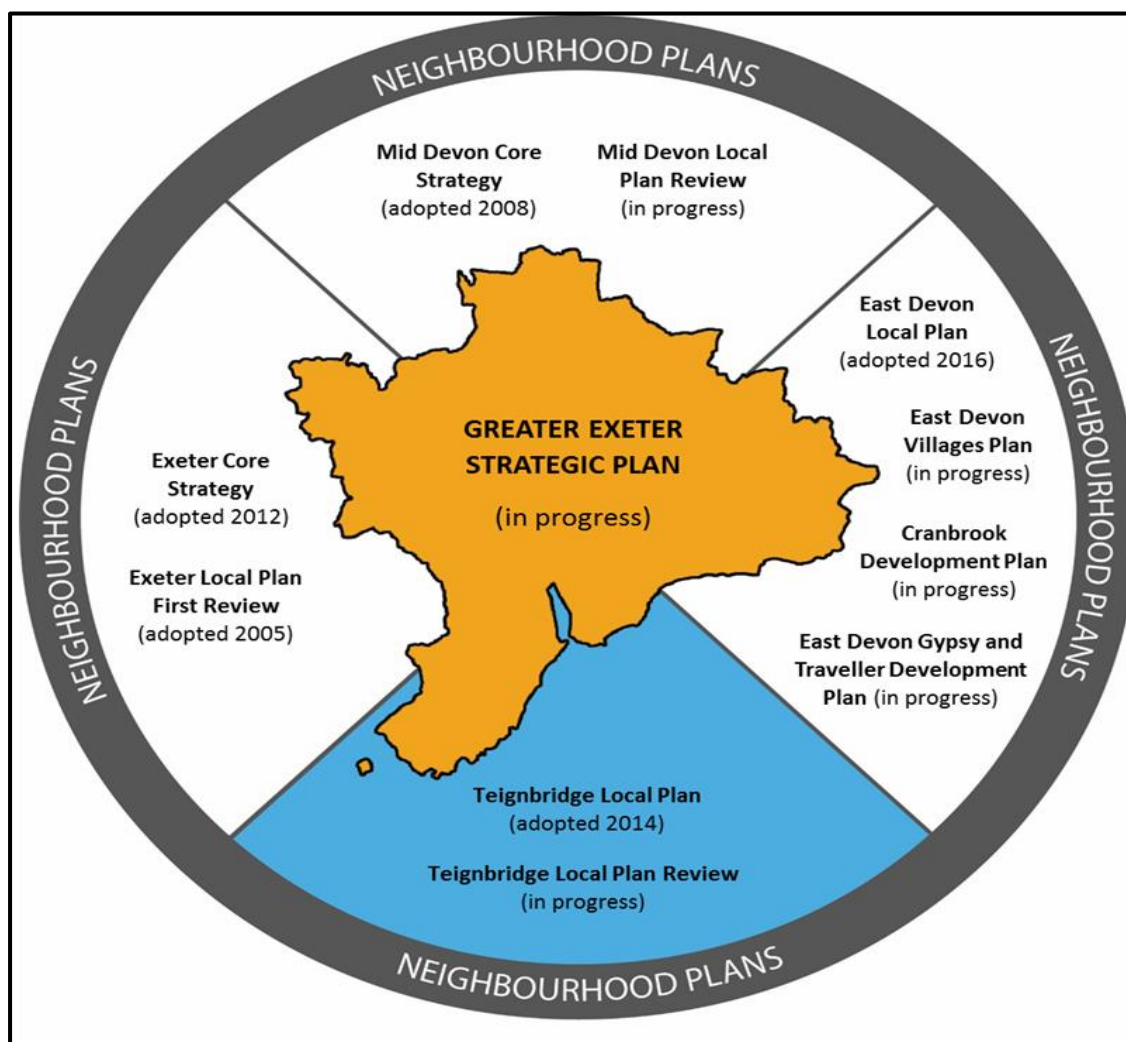 NEIGHBOURHOOD PLANS
Mid Devon Core
Strategy
(adopted 2008)
Mid Devon Local
Plan Review
(in progress)
East Devon
Local Plan
(adopted 2016)
East Devon
Villages Plan
(in progress)
Cranbrook
Development Plan
(in progress)
East Devon Gypsy and
Traveller Development
Plan (in progress)
NEIGHBOURHOOD PLANS
GREATER EXETER
STRATEGIC PLAN
(in progress)
Exeter Core
Strategy
(adopted 2012)
Exeter Local Plan
First Review
(adopted 2005)
NEIGHBOURHOOD PLANS
Teignbridge Local Plan
(adopted 2014)
Teignbridge Local Plan Review
(in progress)
NEIGHBOURHOOD PLANS